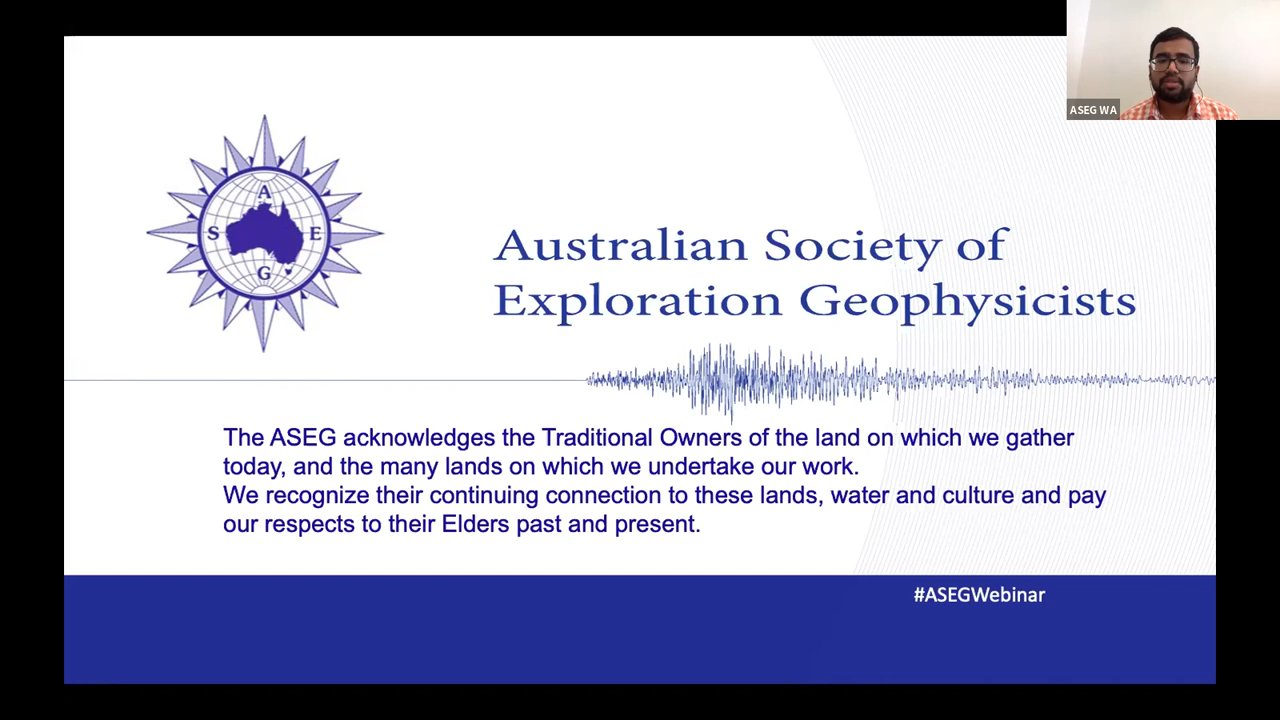 ASEG WA
A
S E
G
Australian Society of
Exploration Geophysicists
The ASEG acknowledges the Traditional Owners of the land on which we gather
today, and the many lands on which we undertake our work.
We recognize their continuing connection to these lands, water and culture and pay
our respects to their Elders past and present.
#ASEGWebinar